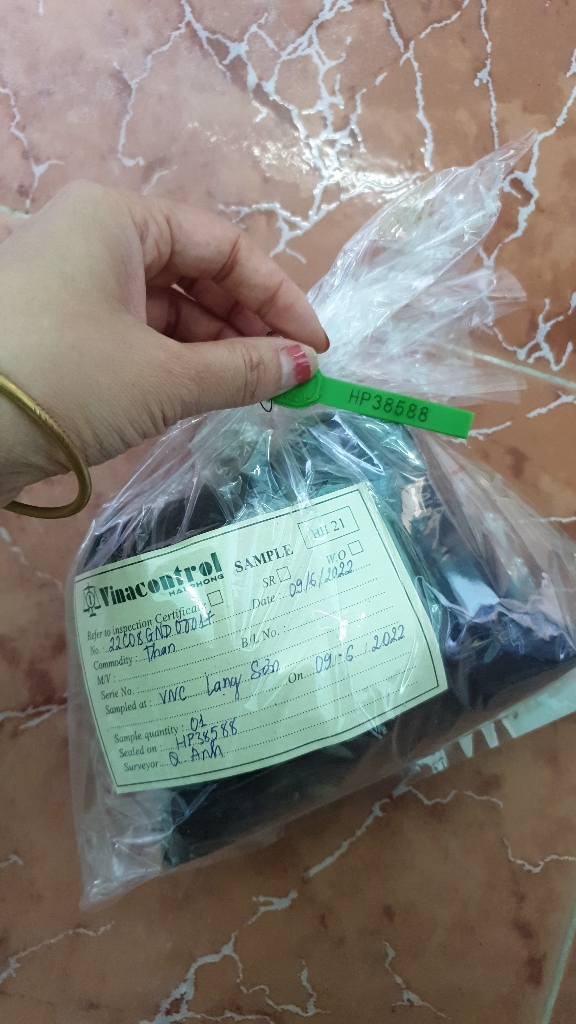 HP38588
Vinacontrol
HAI PHONG
SAMPLE
HH 21
SR
WO
Refer to inspection Certificate
No. : 22C08GND00017
Date : 09/6/2022
Commodity : Than
M/V :
B/L No. :
Serie No.
Sampled at : VNC Lạng Sơn On 09.6.2022
Sample quantity : 01
Sealed on HP38588
Surveyor Q Anh